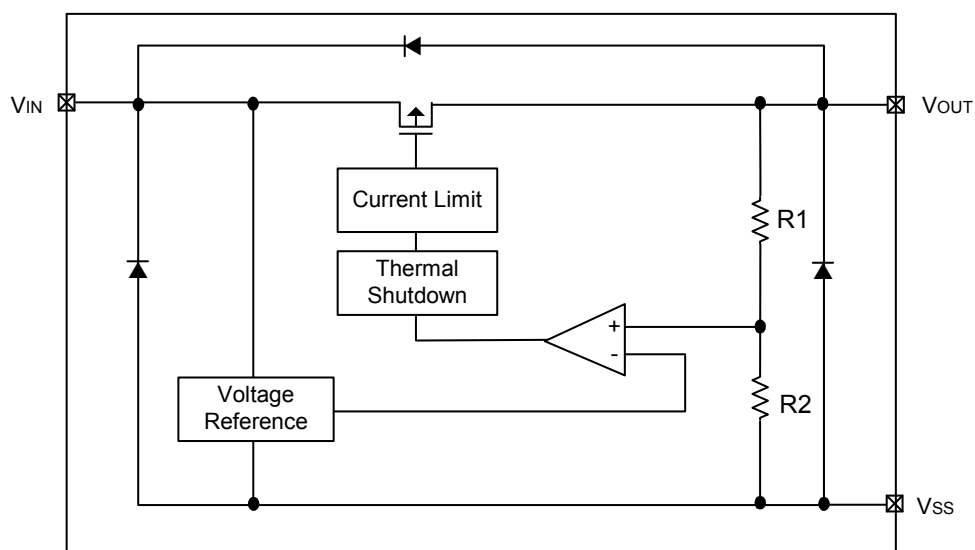 VIN
VOUT
Current Limit
R1
Thermal
Shutdown
+
-
Voltage
Reference
R2
VSS